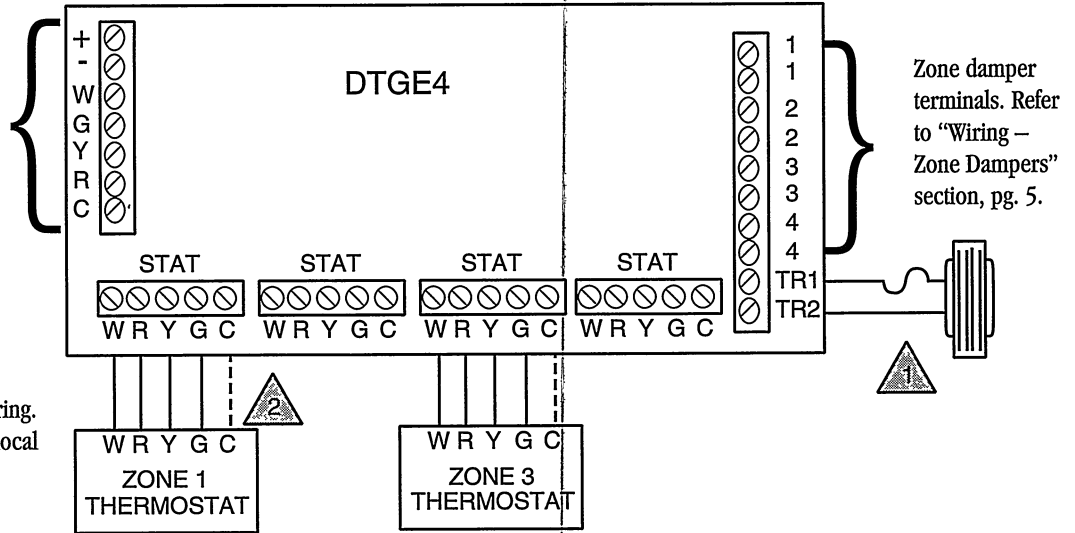 +
-
W
G
Y
R
C
DTGE4
1
1
2
2
3
3
4
4
TR1
TR2
Zone damper
terminals. Refer
to “Wiring –
Zone Dampers”
section, pg. 5.
STAT STAT STAT STAT
W R Y G C W R Y G C W R Y G C W R Y G C
1
2
ring.
local
W R Y G C
ZONE 1
THERMOSTAT
W R Y G C
ZONE 3
THERMOSTAT